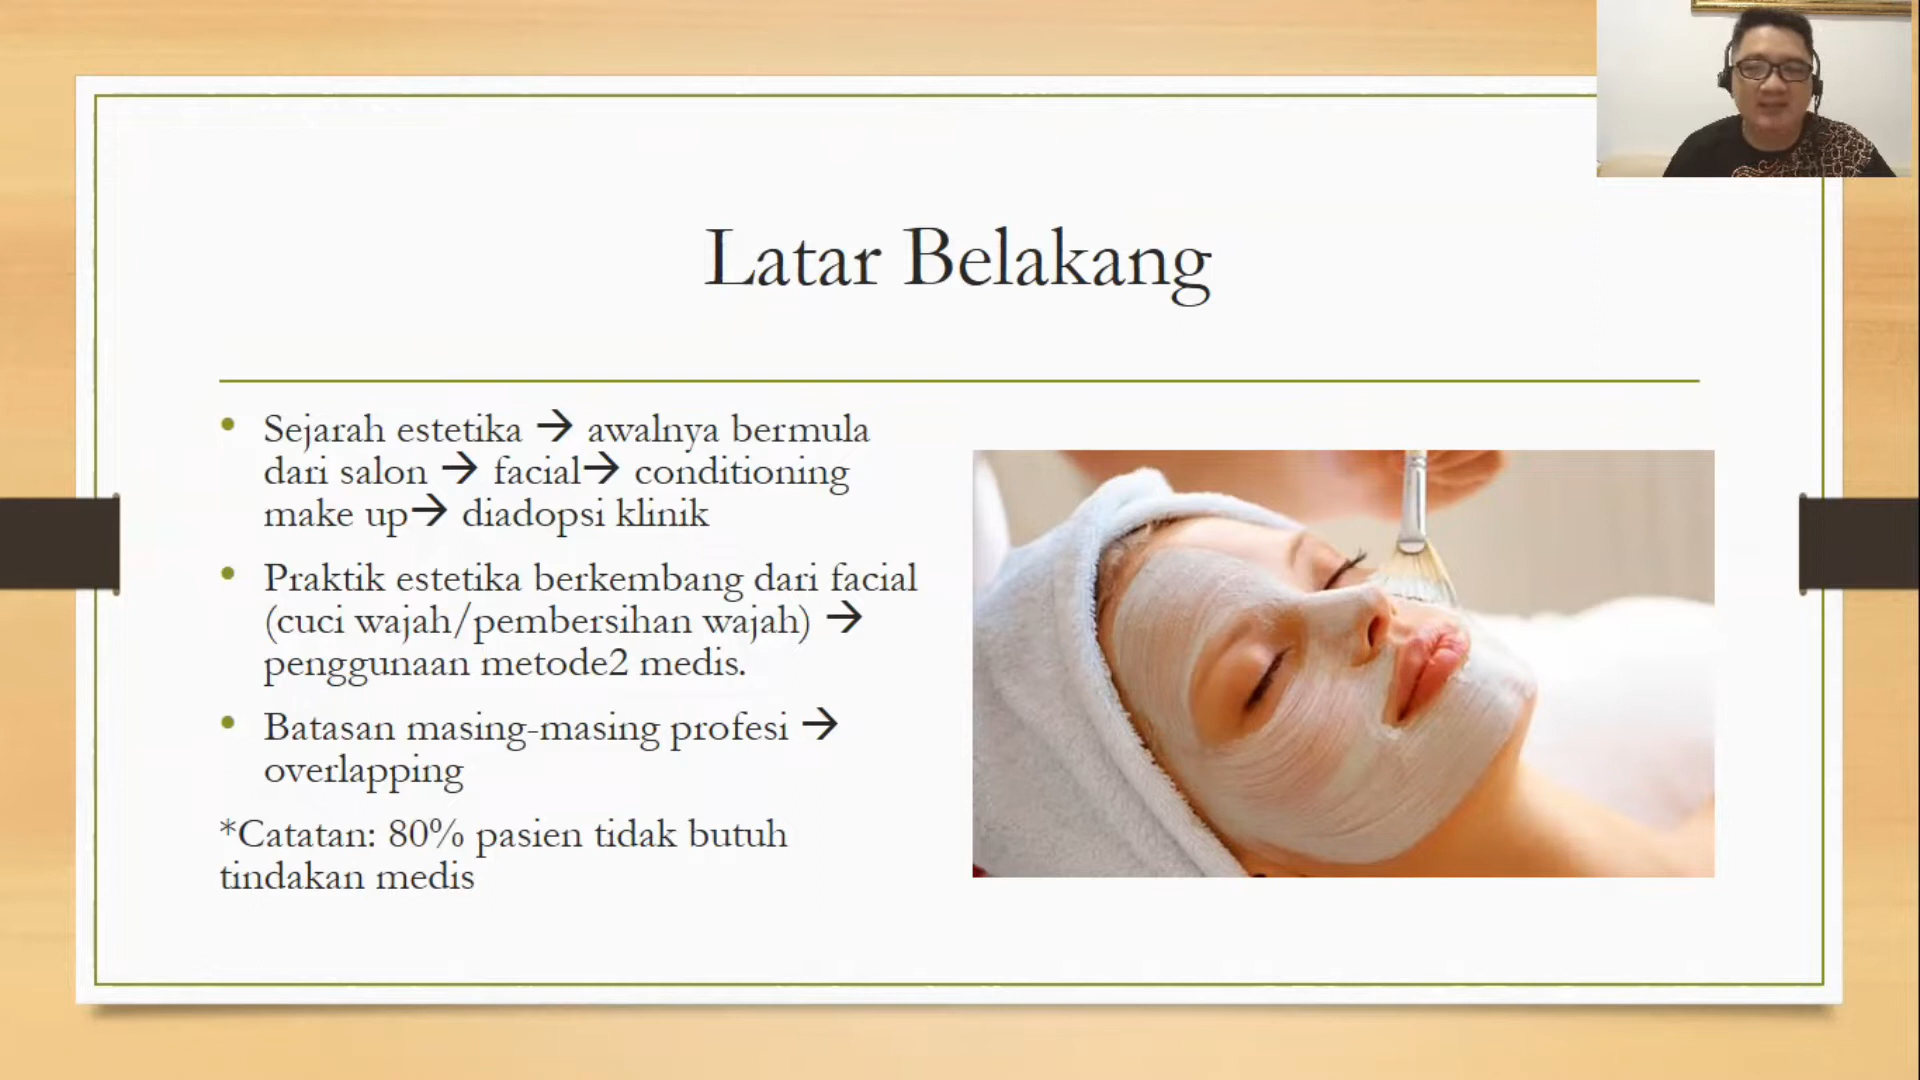 Latar Belakang
• Sejarah estetika → awalnya bermula
dari salon → facial→ conditioning
make up→ diadopsi klinik
• Praktik estetika berkembang dari facial
(cuci wajah/pembersihan wajah) →
penggunaan metode2 medis.
• Batasan masing-masing profesi →
overlapping
*Catatan: 80% pasien tidak butuh
tindakan medis